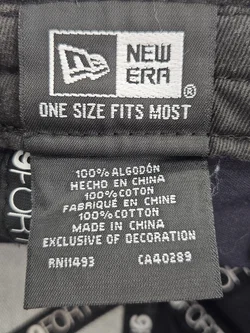 NEW
ERA
®
ONE SIZE FITS MOST
100% ALGODÓN
HECHO EN CHINA
100% COTON
FABRIQUÉ EN CHINE
100% COTTON
MADE IN CHINA
EXCLUSIVE OF DECORATION
RN11493 CA40289
9FORTY